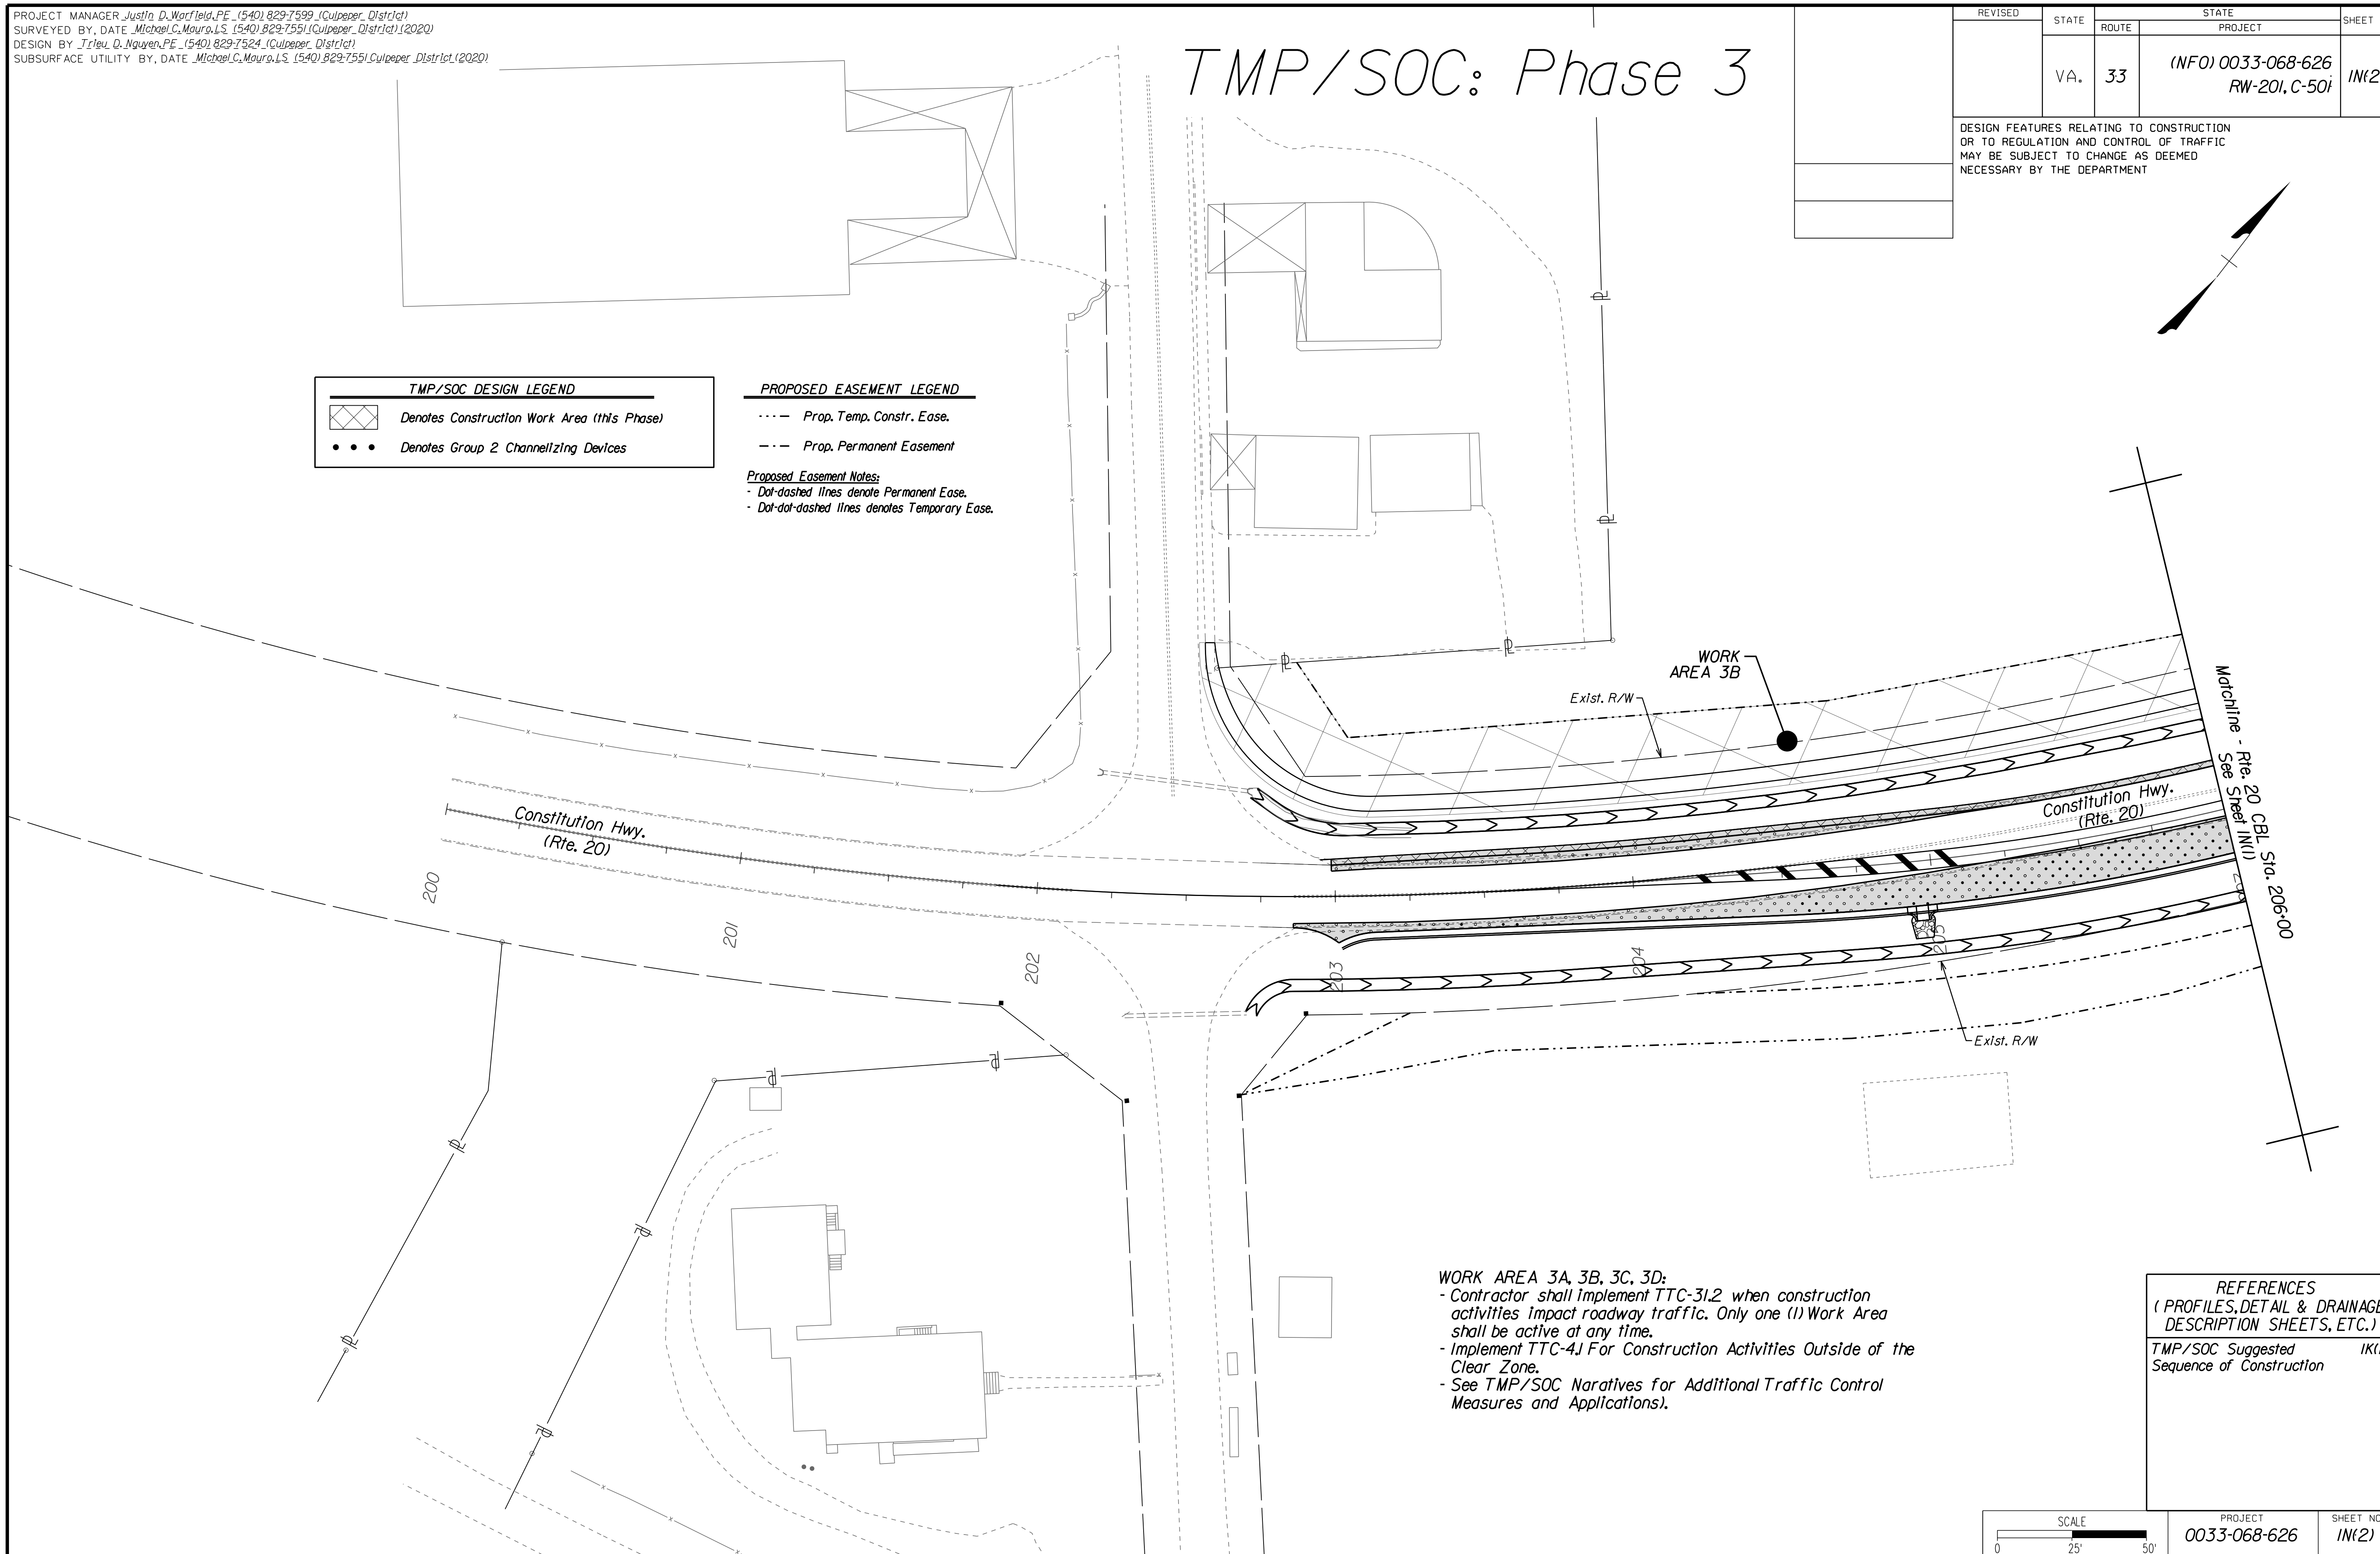 PROJECT MANAGER Justin D. Warfield, PE (540) 829-7599 (Culpeper District)
SURVEYED BY, DATE Michael C. Mauro, LS (540) 829-7551 (Culpeper District) (2020)
DESIGN BY Trieu D. Nguyen, PE (540) 829-7524 (Culpeper District)
SUBSURFACE UTILITY BY, DATE Michael C. Mauro, LS (540) 829-7551 Culpeper District (2020)
TMP/SOC: Phase 3
REVISED
STATE
STATE
SHEET
ROUTE
PROJECT
VA.
33
(NFO) 0033-068-626
RW-201, C-501
IN(2
DESIGN FEATURES RELATING TO CONSTRUCTION
OR TO REGULATION AND CONTROL OF TRAFFIC
MAY BE SUBJECT TO CHANGE AS DEEMED
NECESSARY BY THE DEPARTMENT
TMP/SOC DESIGN LEGEND
Denotes Construction Work Area (this Phase)
Denotes Group 2 Channelizing Devices
PROPOSED EASEMENT LEGEND
Prop. Temp. Constr. Ease.
Prop. Permanent Easement
Proposed Easement Notes:
- Dot-dashed lines denote Permanent Ease.
- Dot-dot-dashed lines denotes Temporary Ease.
WORK
AREA 3B
Exist. R/W
Matchline - Rte. 20 CBL Sta. 206+00
See Sheet IN(1)
Constitution Hwy.
(Rte. 20)
Constitution Hwy.
(Rte. 20)
200
201
202
203
204
205
Exist. R/W
WORK AREA 3A, 3B, 3C, 3D:
- Contractor shall implement TTC-31.2 when construction
activities impact roadway traffic. Only one (1) Work Area
shall be active at any time.
- Implement TTC-4.1 For Construction Activities Outside of the
Clear Zone.
- See TMP/SOC Naratives for Additional Traffic Control
Measures and Applications).
REFERENCES
( PROFILES, DETAIL & DRAINAGE
DESCRIPTION SHEETS, ETC.)
TMP/SOC Suggested
Sequence of Construction
SCALE
0 25' 50'
PROJECT
0033-068-626
SHEET NO
IN(2)